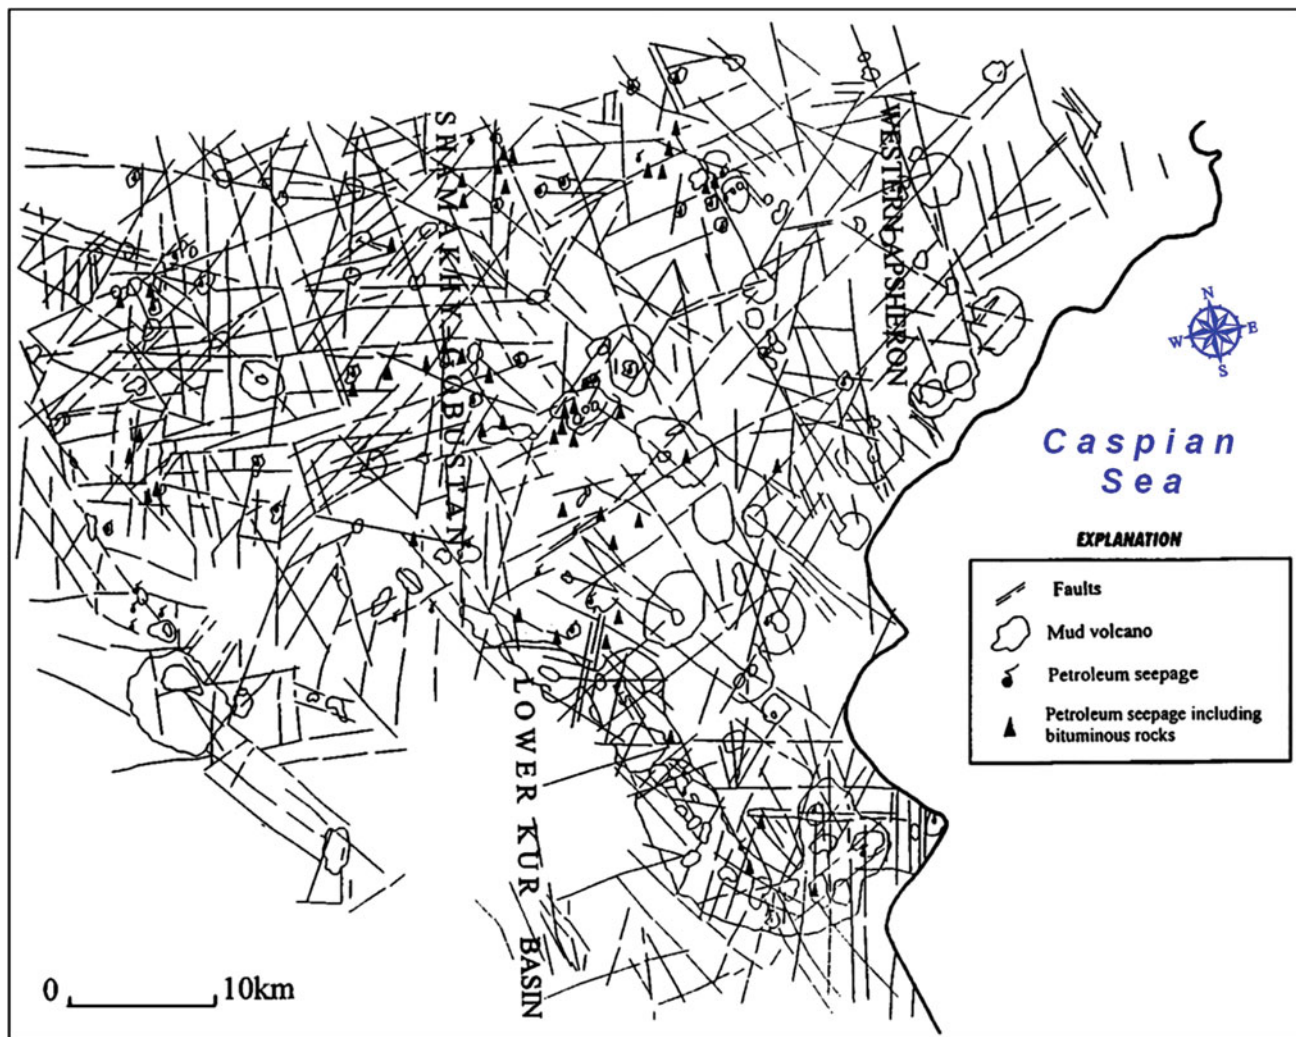 SHAMAKHY-GOBUSTAN
WESTERN APSHERON
N
W
E
S
Caspian
Sea
EXPLANATION
Faults
Mud volcano
Petroleum seepage
Petroleum seepage including
bituminous rocks
LOWER KUR BASIN
0
10km